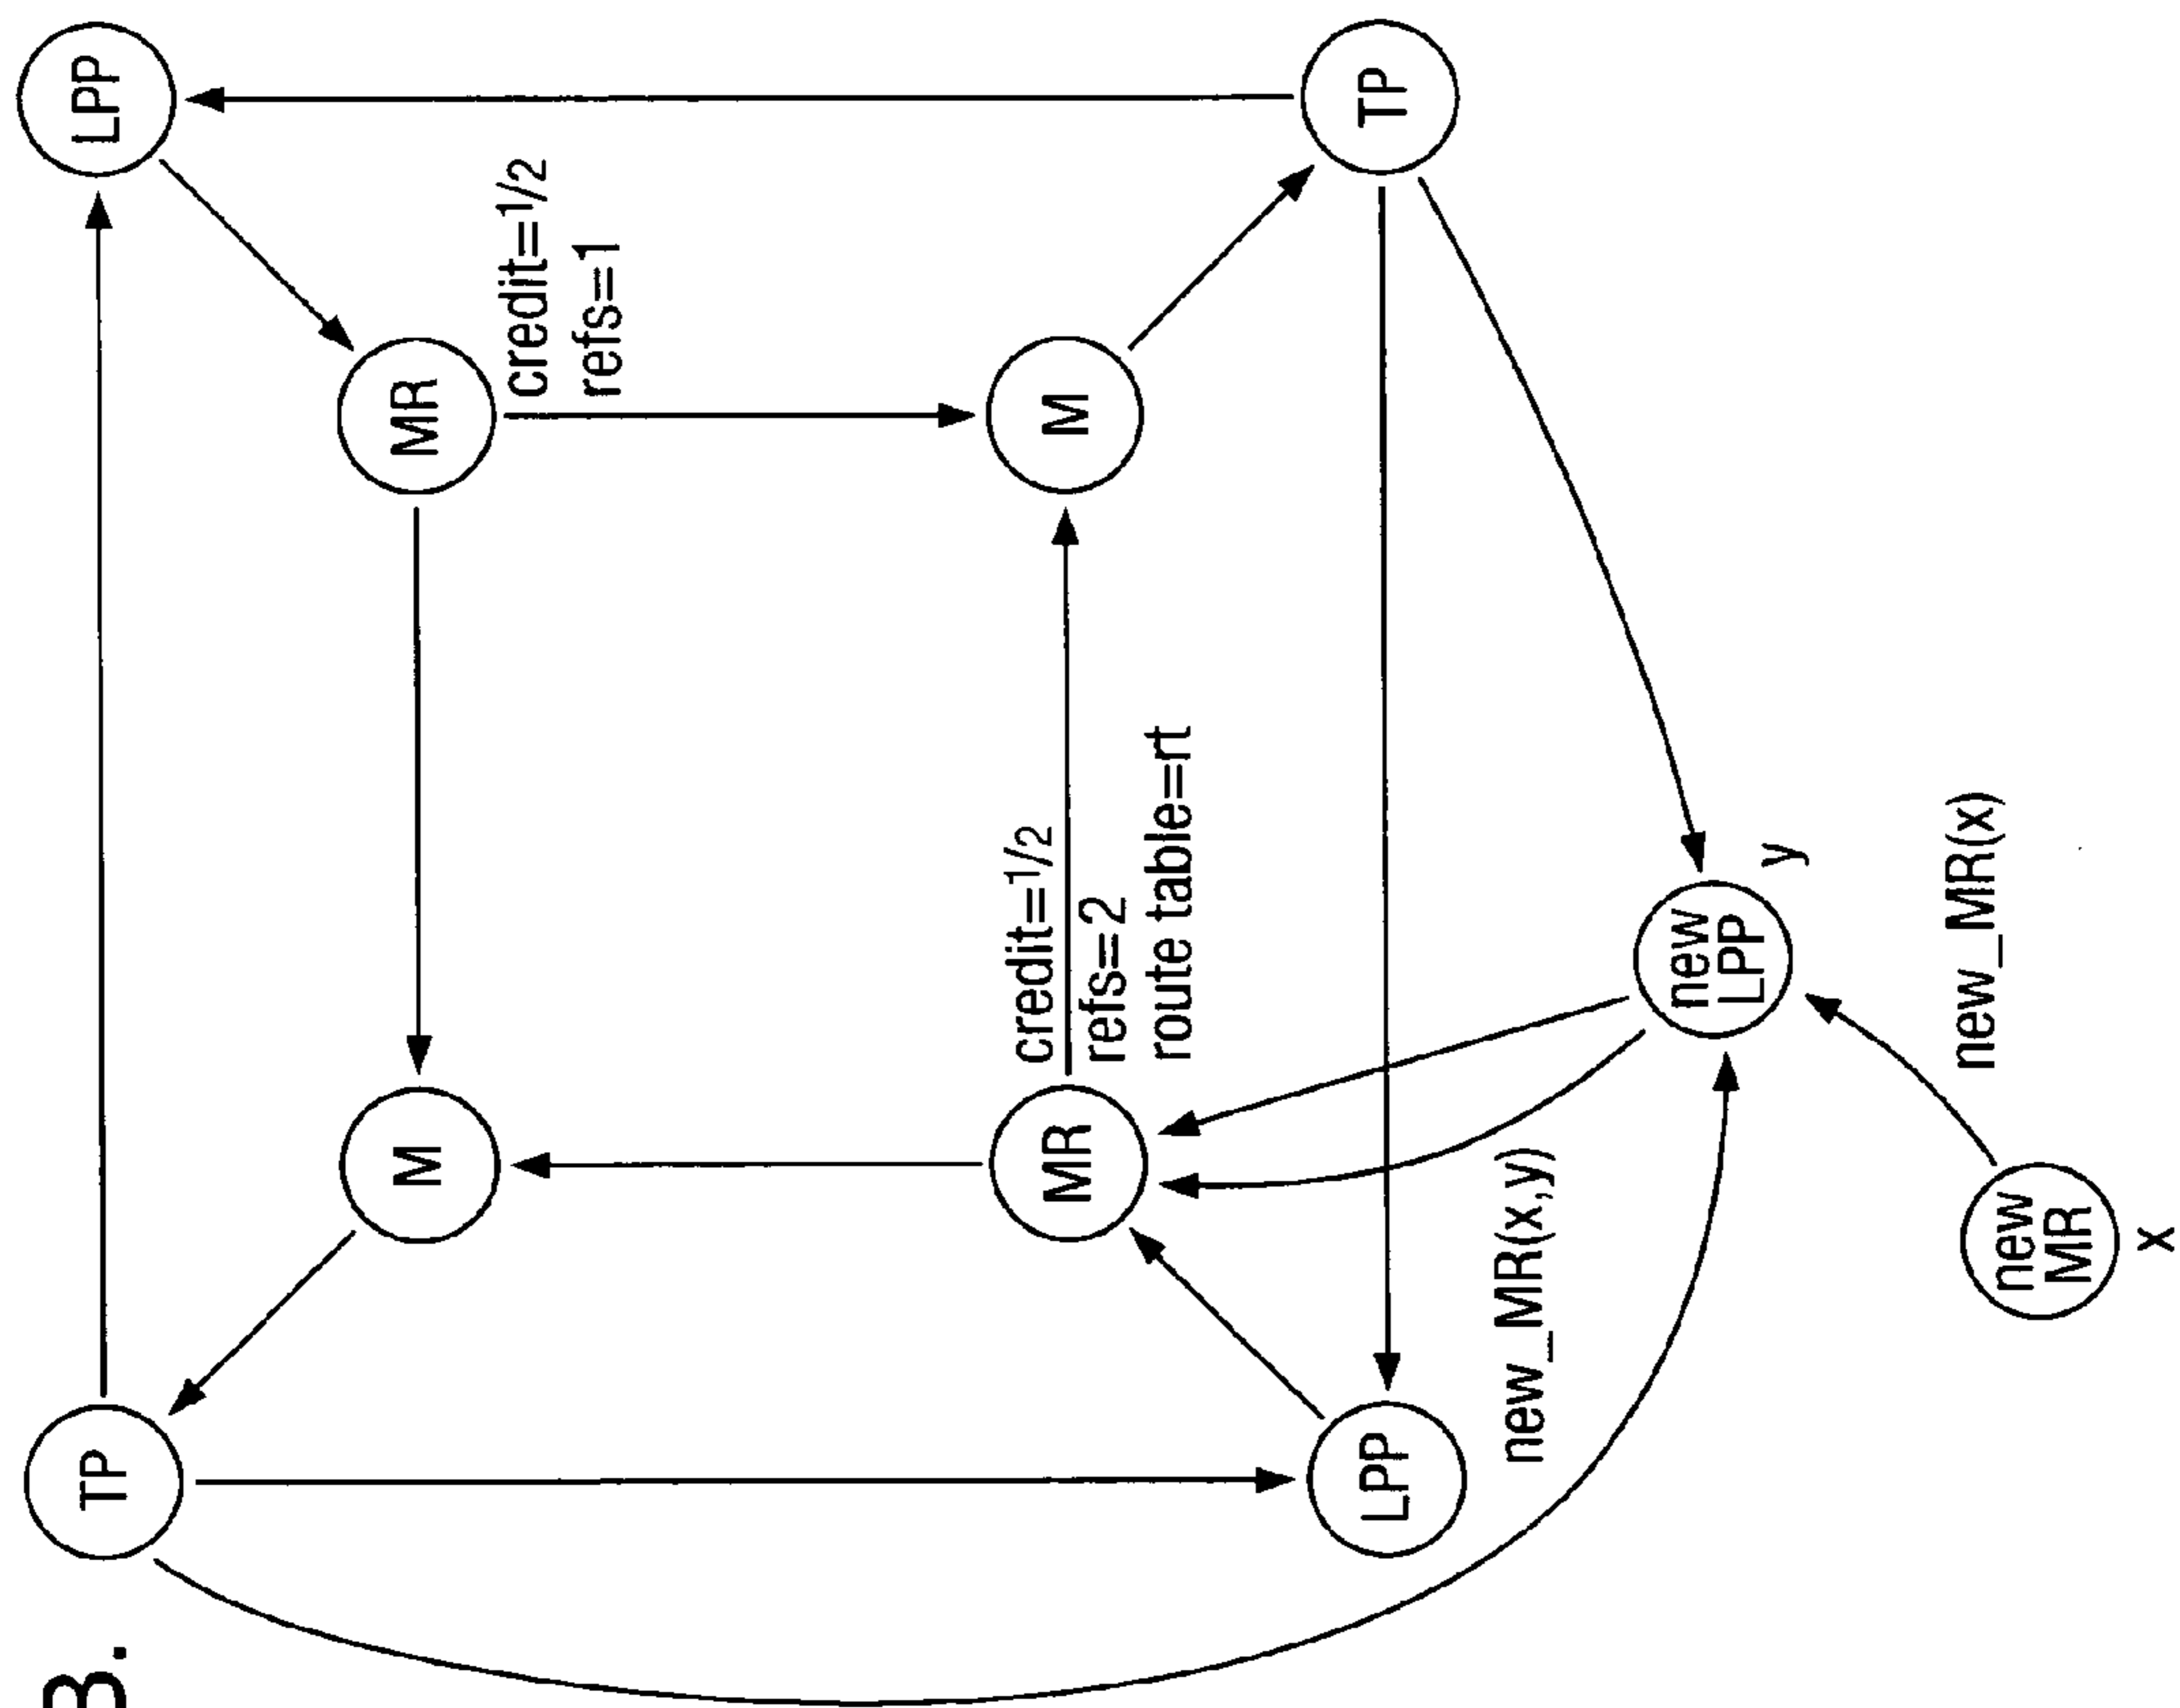 TP
LPP
M
MR
credit=1/2
refs=1
MR
credit=1/2
refs=2
route table=rt
M
LPP
TP
new_MR(x,y)
new
LPP
y
new_MR(x)
new
MR
x